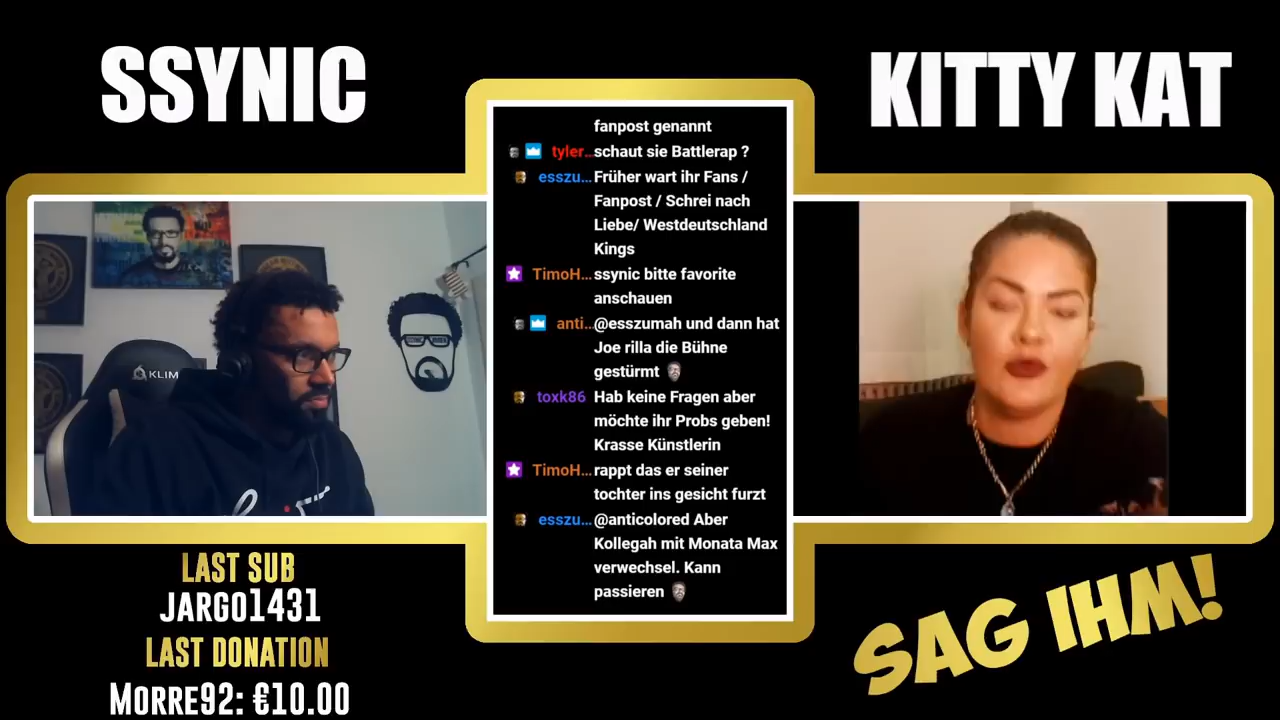 SSYNIC
KITTY KAT
fanpost genannt
tyler... schaut sie Battlerap ?
esszu... Früher wart ihr Fans /
Fanpost / Schrei nach
Liebe/ Westdeutschland
Kings
TimoH... ssynic bitte favorite
anschauen
anti... @esszumah und dann hat
Joe rilla die Bühne
gestürmt
toxk86 Hab keine Fragen aber
möchte ihr Probs geben!
Krasse Künstlerin
TimoH... rappt das er seiner
tochter ins gesicht furzt
esszu... @anticolored Aber
Kollegah mit Monata Max
verwechsel. Kann
passieren
KLIM
LAST SUB
JARGO1431
LAST DONATION
MORRE92: €10.00
SAG IHM!